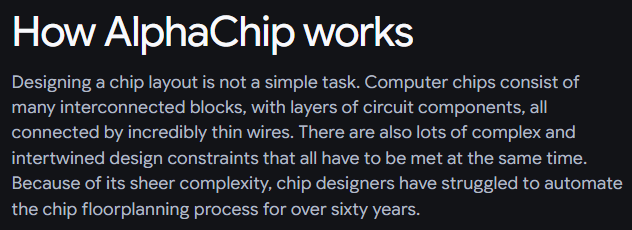 How AlphaChip works
Designing a chip layout is not a simple task. Computer chips consist of
many interconnected blocks, with layers of circuit components, all
connected by incredibly thin wires. There are also lots of complex and
intertwined design constraints that all have to be met at the same time.
Because of its sheer complexity, chip designers have struggled to automate
the chip floorplanning process for over sixty years.